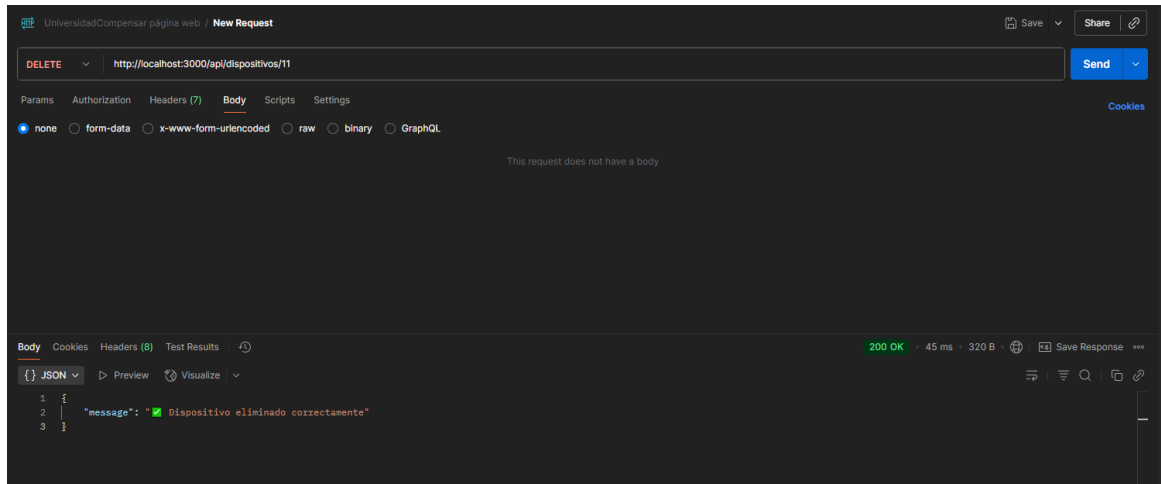 HTTP UniversidadCompensar página web / New Request Save Share
DELETE http://localhost:3000/api/dispositivos/11 Send
Params Authorization Headers (7) Body Scripts Settings Cookies
none form-data x-www-form-urlencoded raw binary GraphQL
This request does not have a body
Body Cookies Headers (8) Test Results 200 OK • 45 ms • 320 B • e.g. Save Response
{} JSON Preview Visualize
1 {
2 "message": "✅ Dispositivo eliminado correctamente"
3 }